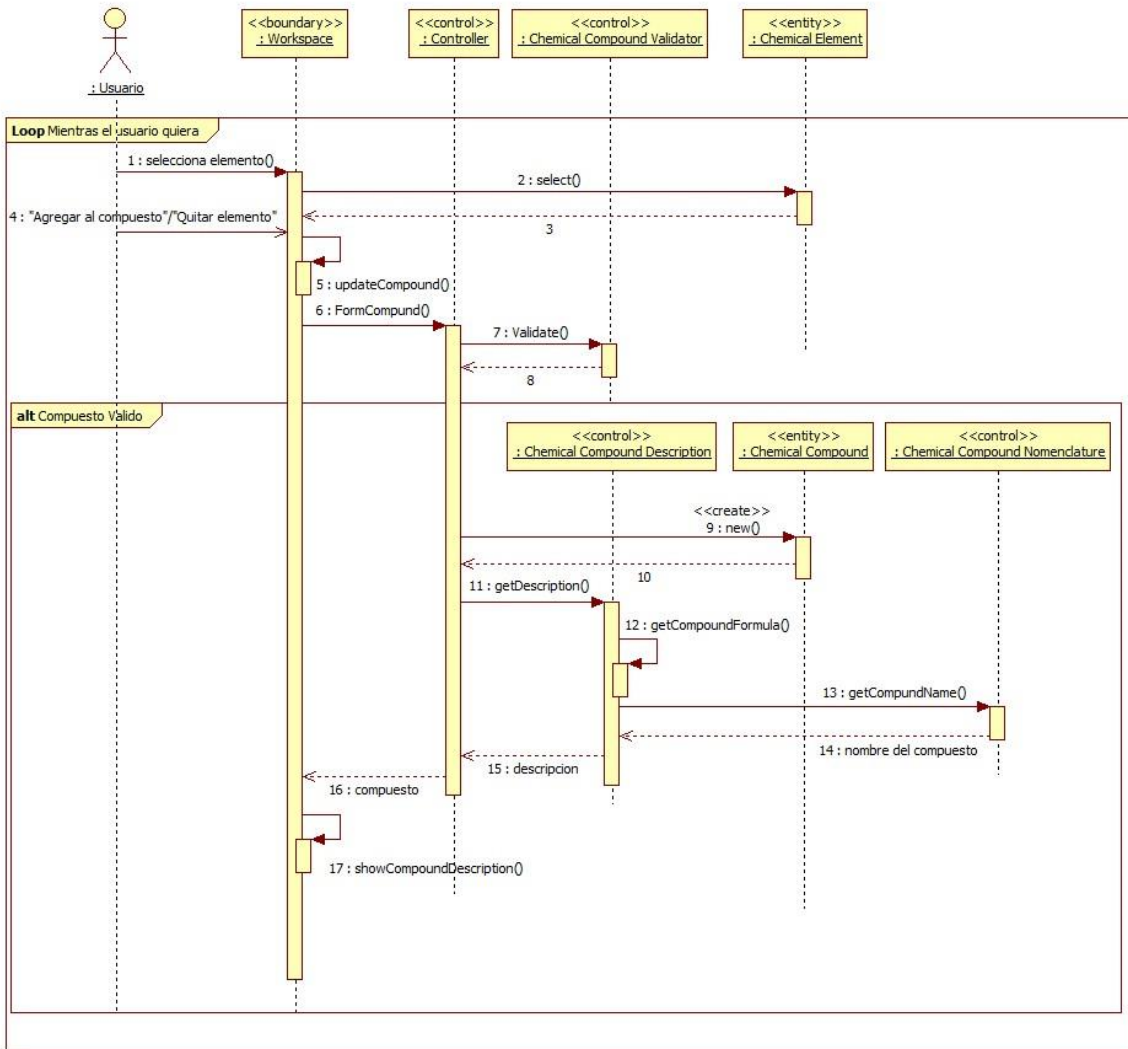 <<boundary>>
: Workspace
<<control>>
: Controller
<<control>>
: Chemical Compound Validator
<<entity>>
: Chemical Element
: Usuario
Loop Mientras el usuario quiera
1 : selecciona elemento()
2 : select()
3
4 : "Agregar al compuesto"/"Quitar elemento"
5 : updateCompound()
6 : FormCompund()
7 : Validate()
8
alt Compuesto Valido
<<control>>
: Chemical Compound Description
<<entity>>
: Chemical Compound
<<control>>
: Chemical Compound Nomenclature
<<create>>
9 : new()
10
11 : getDescription()
12 : getCompoundFormula()
13 : getCompundName()
14 : nombre del compuesto
15 : descripcion
16 : compuesto
17 : showCompoundDescription()